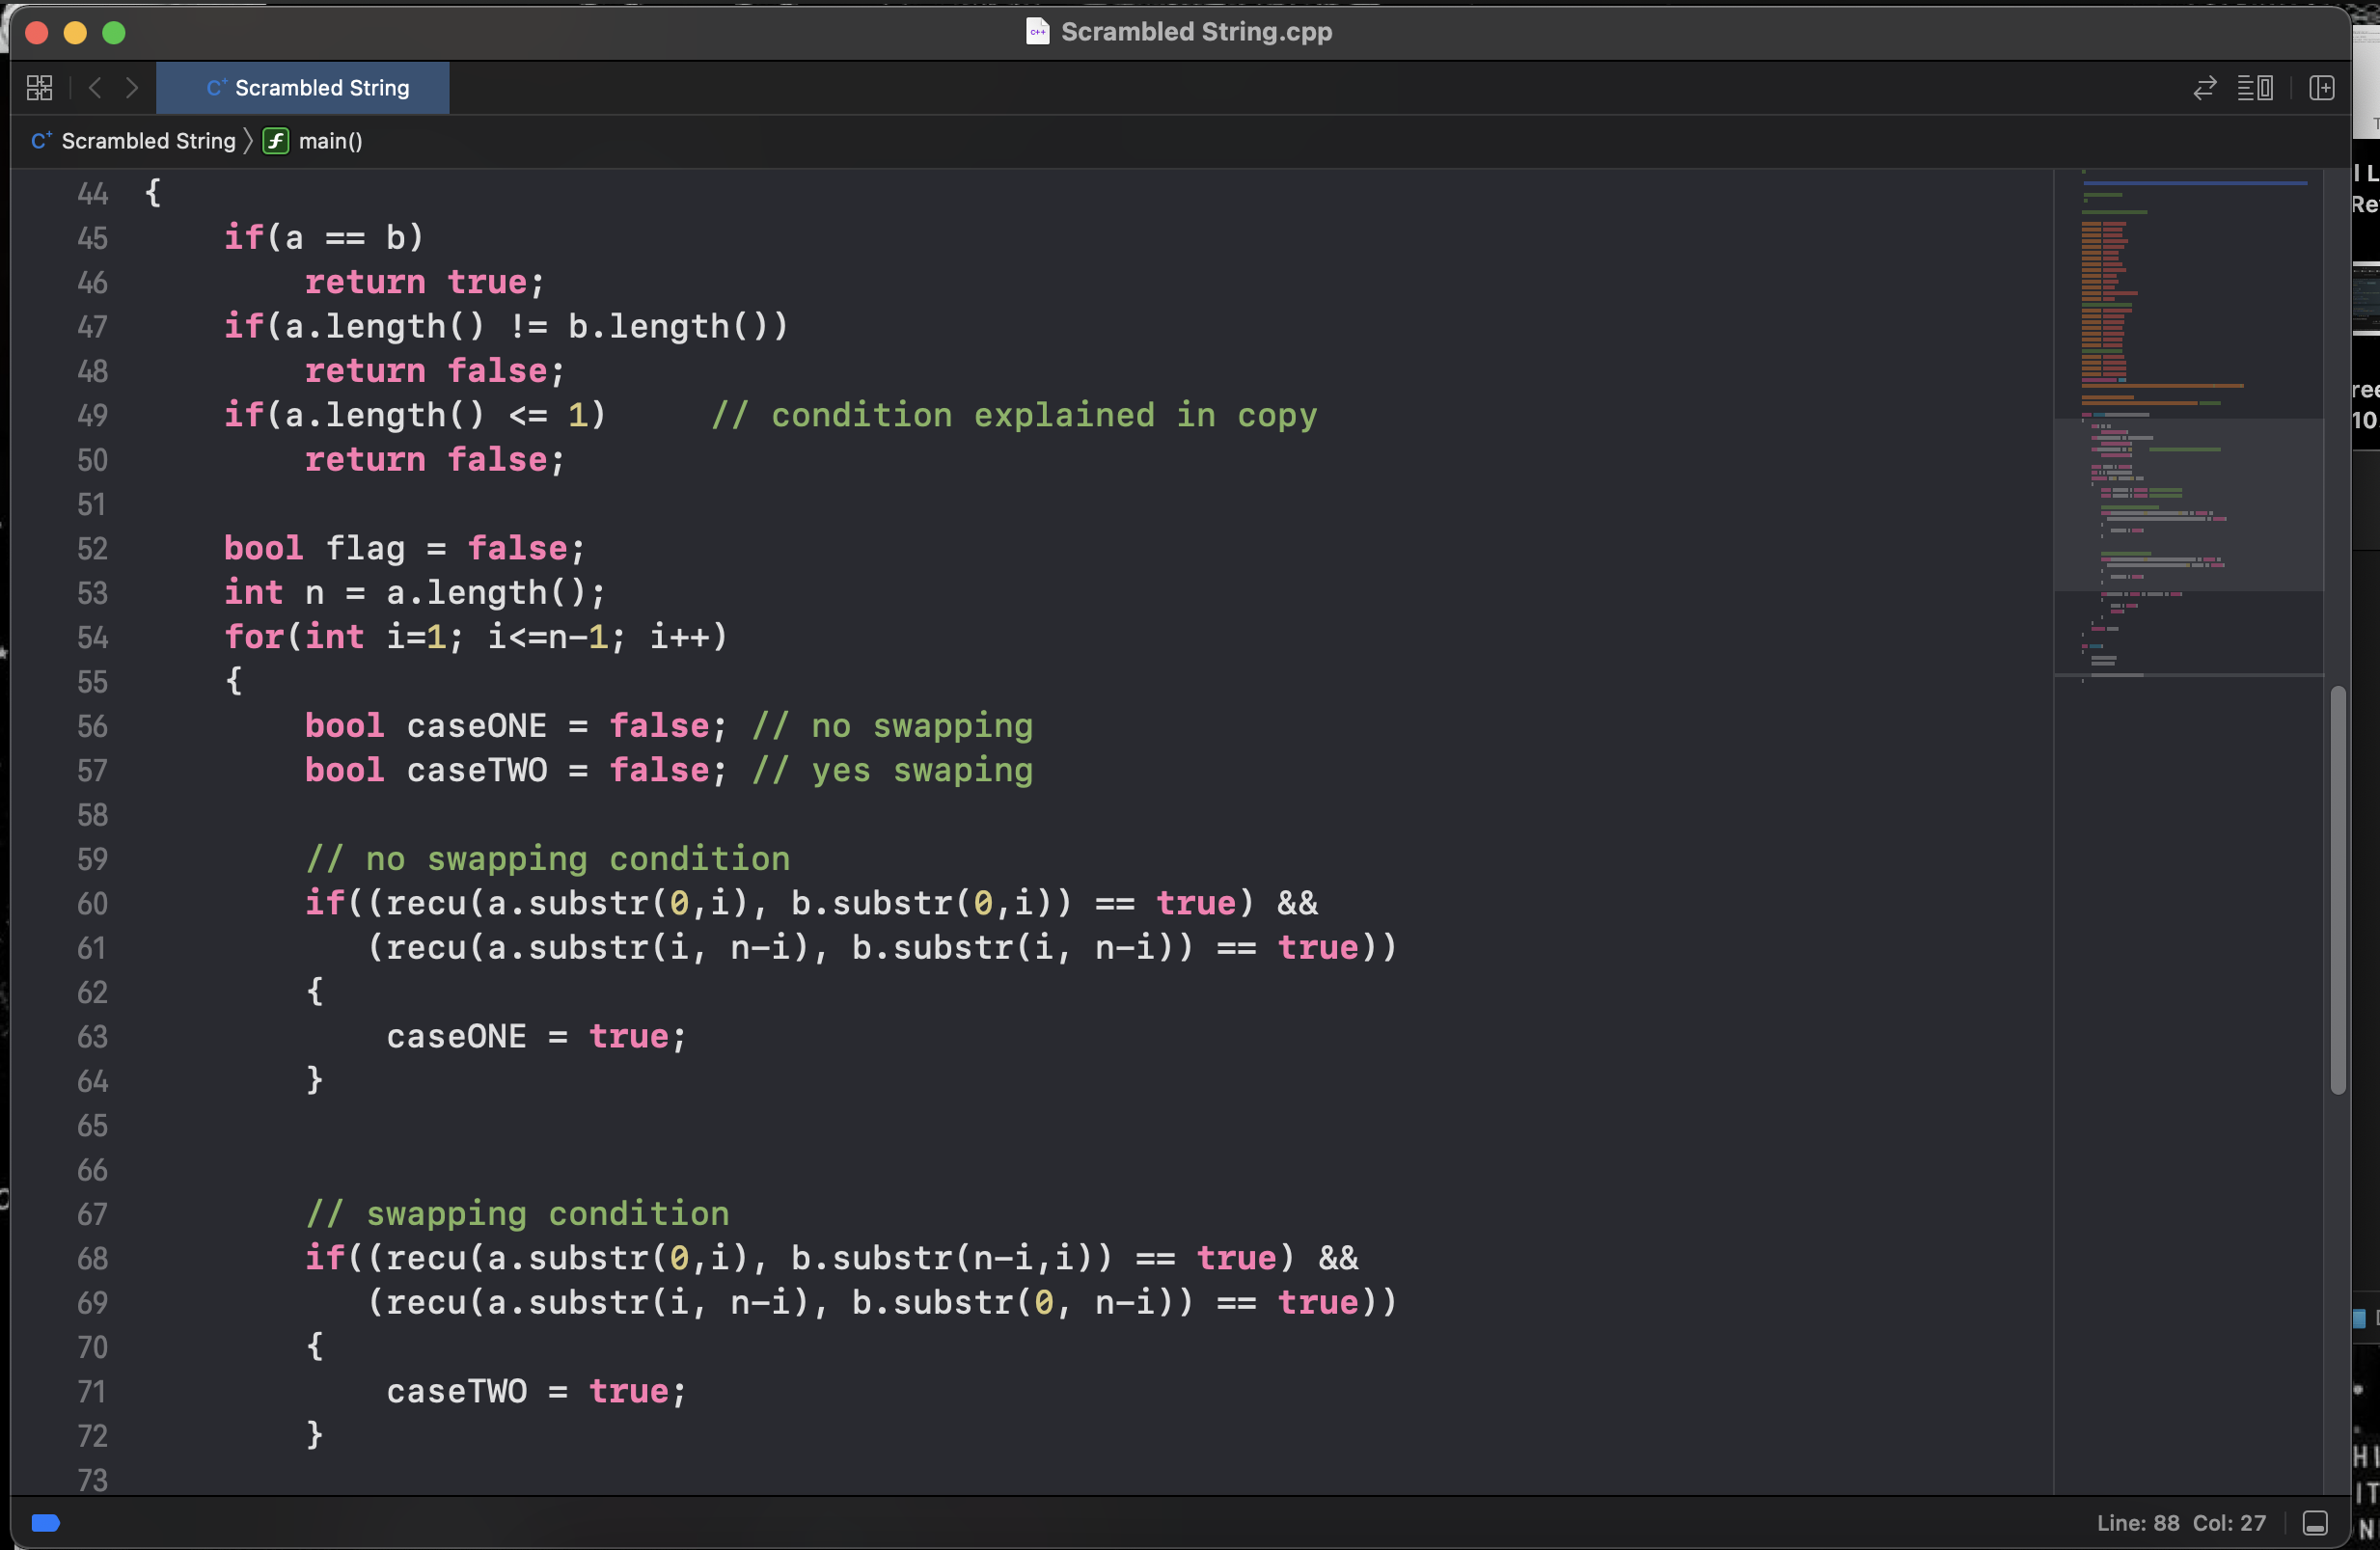 Scrambled String.cpp
Scrambled String
Scrambled String main()
44 {
45 if(a == b)
46 return true;
47 if(a.length() != b.length())
48 return false;
49 if(a.length() <= 1) // condition explained in copy
50 return false;
51
52 bool flag = false;
53 int n = a.length();
54 for(int i=1; i<=n-1; i++)
55 {
56 bool caseONE = false; // no swapping
57 bool caseTWO = false; // yes swaping
58
59 // no swapping condition
60 if((recu(a.substr(0,i), b.substr(0,i)) == true) &&
61 (recu(a.substr(i, n-i), b.substr(i, n-i)) == true))
62 {
63 caseONE = true;
64 }
65
66
67 // swapping condition
68 if((recu(a.substr(0,i), b.substr(n-i,i)) == true) &&
69 (recu(a.substr(i, n-i), b.substr(0, n-i)) == true))
70 {
71 caseTWO = true;
72 }
73
Line: 88 Col: 27